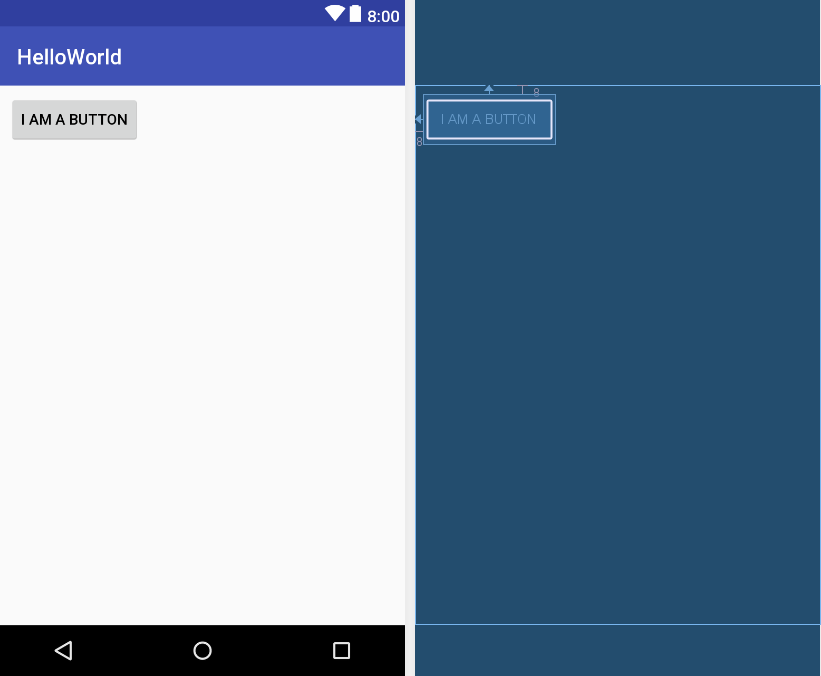 8:00
HelloWorld
I AM A BUTTON
8
I AM A BUTTON
8